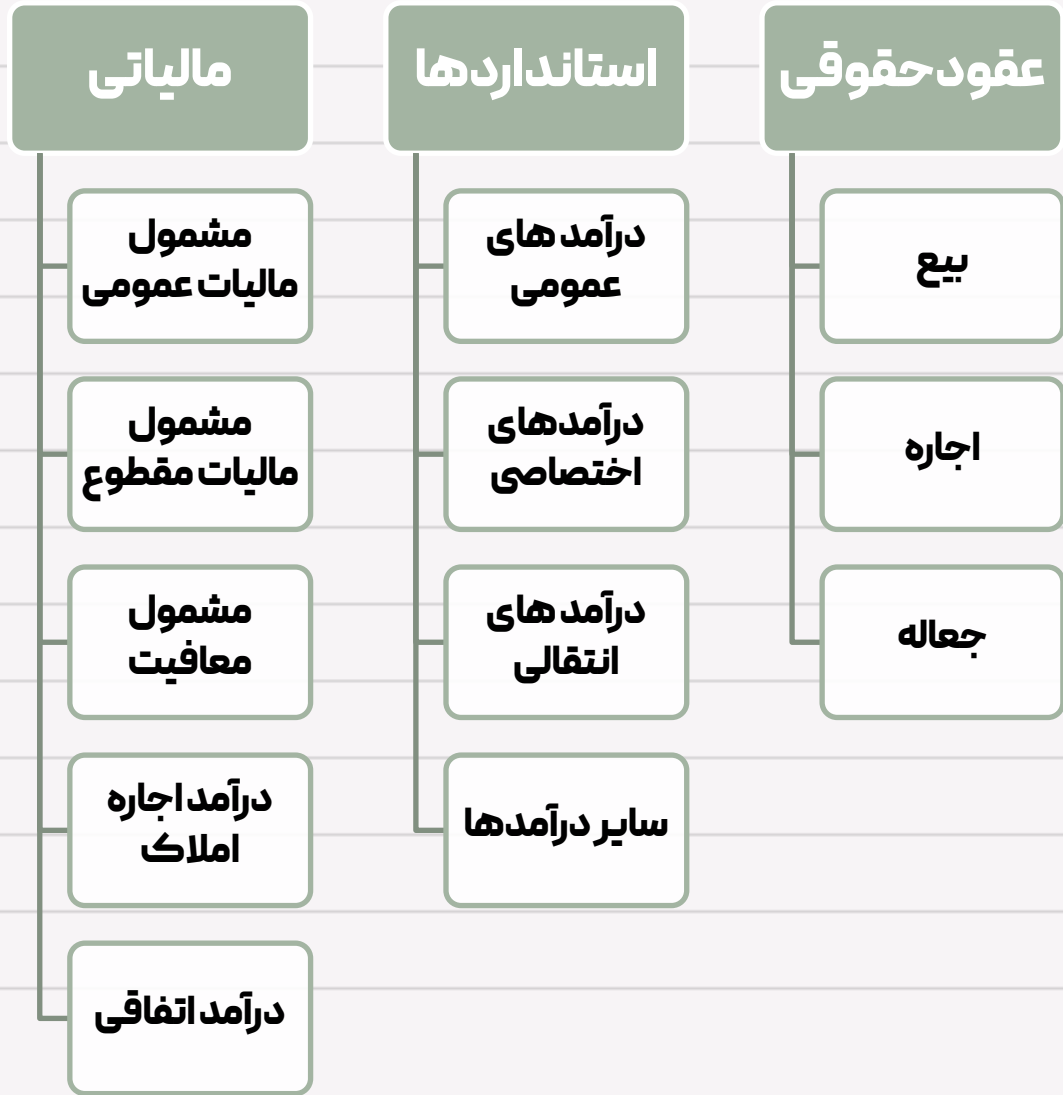 عقود حقوقی
بیع
اجاره
جعاله
استانداردها
درآمد های
عمومی
درآمدهای
اختصاصی
درآمد های
انتقالی
سایر درآمدها
مالیاتی
مشمول
مالیات عمومی
مشمول
مالیات مقطوع
مشمول
معافیت
درآمد اجاره
املاک
درآمد اتفاقی